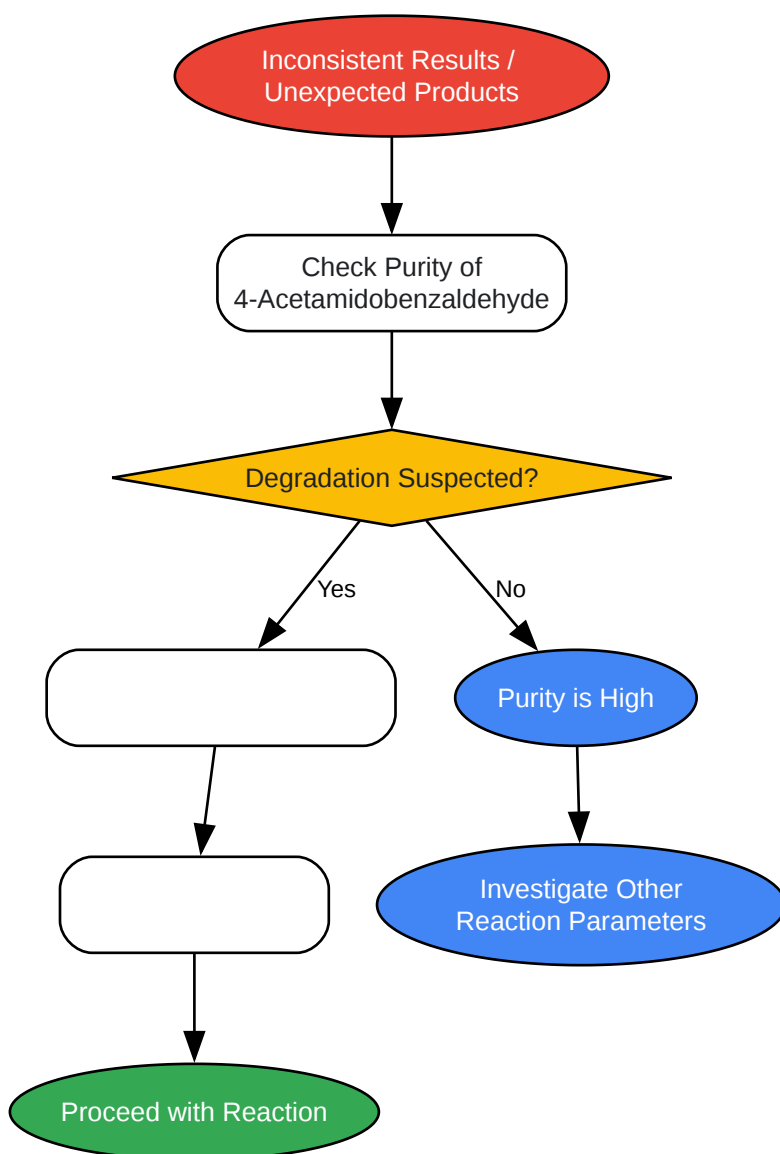 Inconsistent Results /
Unexpected Products
Check Purity of
4-Acetamidobenzaldehyde
Degradation Suspected?
Yes
No
Purity is High
Investigate Other
Reaction Parameters
Proceed with Reaction